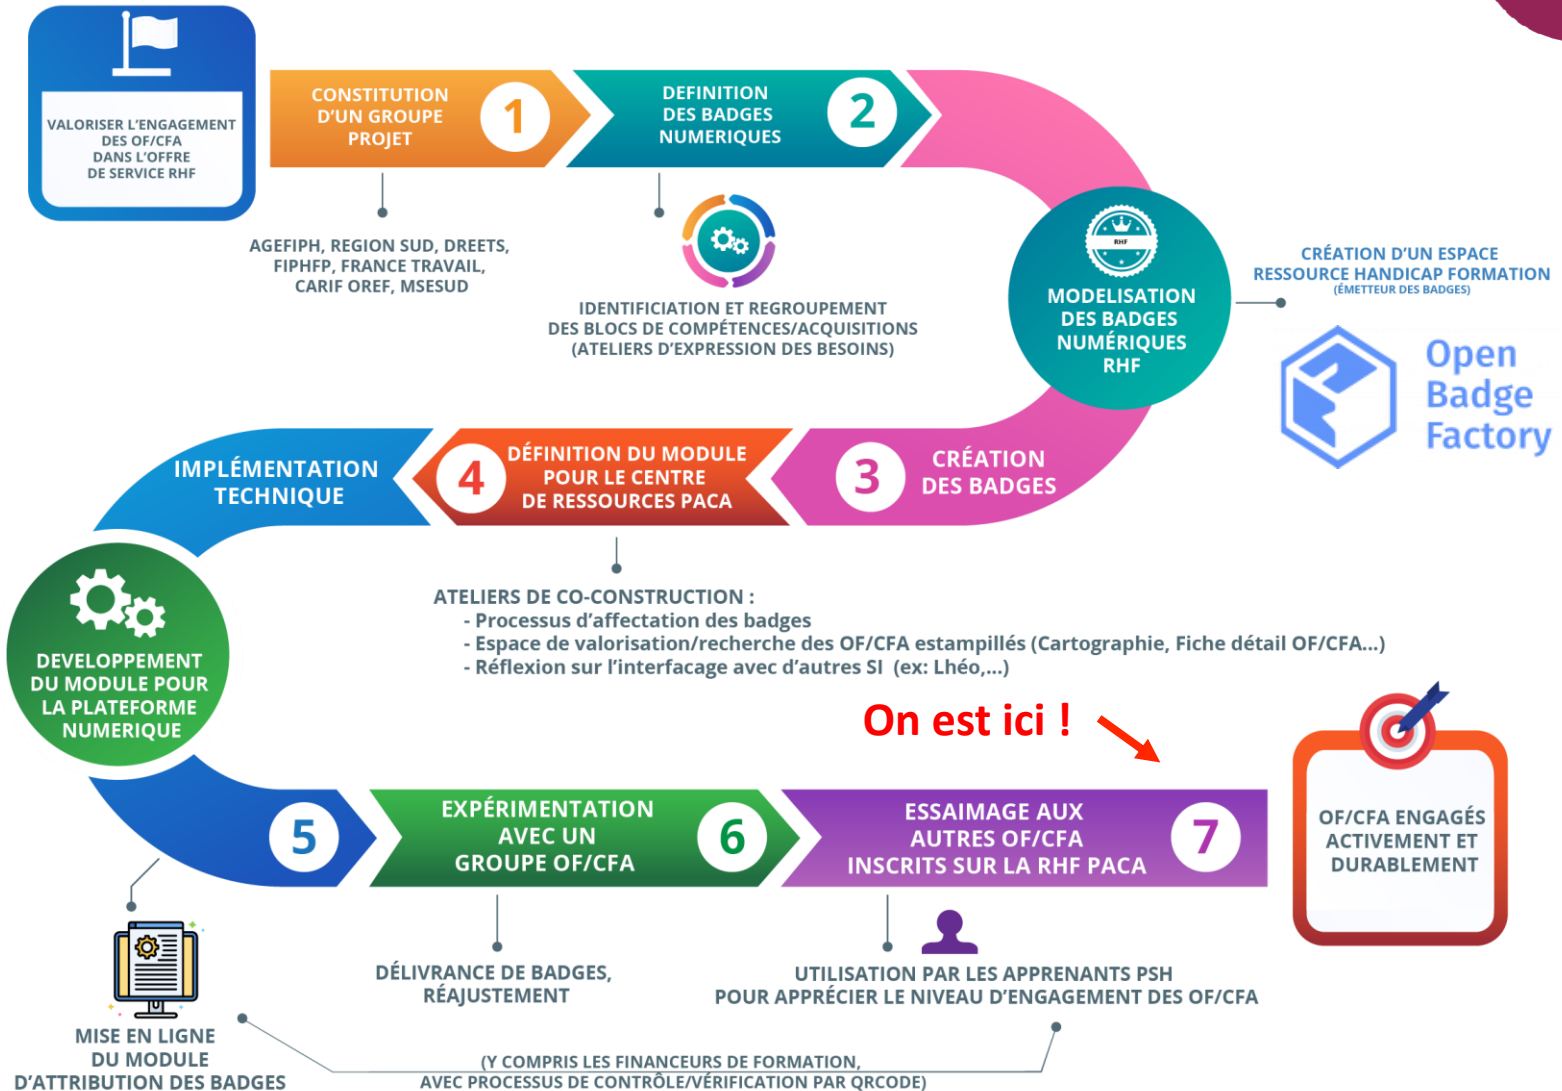 VALORISER L'ENGAGEMENT
DES OF/CFA
DANS L'OFFRE
DE SERVICE RHF
CONSTITUTION
D'UN GROUPE
PROJET
1
DEFINITION
DES BADGES
NUMERIQUES
2
AGEFIPH, REGION SUD, DREETS,
FIPHFP, FRANCE TRAVAIL,
CARIF OREF, MSESUD
IDENTIFICIATION ET REGROUPEMENT
DES BLOCS DE COMPÉTENCES/ACQUISITIONS
(ATELIERS D'EXPRESSION DES BESOINS)
RHF
MODELISATION
DES BADGES
NUMÉRIQUES
RHF
CRÉATION D'UN ESPACE
RESSOURCE HANDICAP FORMATION
(ÉMETTEUR DES BADGES)
Open
Badge
Factory
3
CRÉATION
DES BADGES
4
DÉFINITION DU MODULE
POUR LE CENTRE
DE RESSOURCES PACA
IMPLÉMENTATION
TECHNIQUE
ATELIERS DE CO-CONSTRUCTION :
- Processus d'affectation des badges
- Espace de valorisation/recherche des OF/CFA estampillés (Cartographie, Fiche détail OF/CFA...)
- Réflexion sur l'interfacage avec d'autres SI (ex: Lhéo,...)
DEVELOPPEMENT
DU MODULE POUR
LA PLATEFORME
NUMERIQUE
On est ici !
5
EXPÉRIMENTATION
AVEC UN
GROUPE OF/CFA
6
ESSAIMAGE AUX
AUTRES OF/CFA
INSCRITS SUR LA RHF PACA
7
OF/CFA ENGAGÉS
ACTIVEMENT ET
DURABLEMENT
MISE EN LIGNE
DU MODULE
D'ATTRIBUTION DES BADGES
DÉLIVRANCE DE BADGES,
RÉAJUSTEMENT
UTILISATION PAR LES APPRENANTS PSH
POUR APPRÉCIER LE NIVEAU D'ENGAGEMENT DES OF/CFA
(Y COMPRIS LES FINANCEURS DE FORMATION,
AVEC PROCESSUS DE CONTRÔLE/VÉRIFICATION PAR QRCODE)